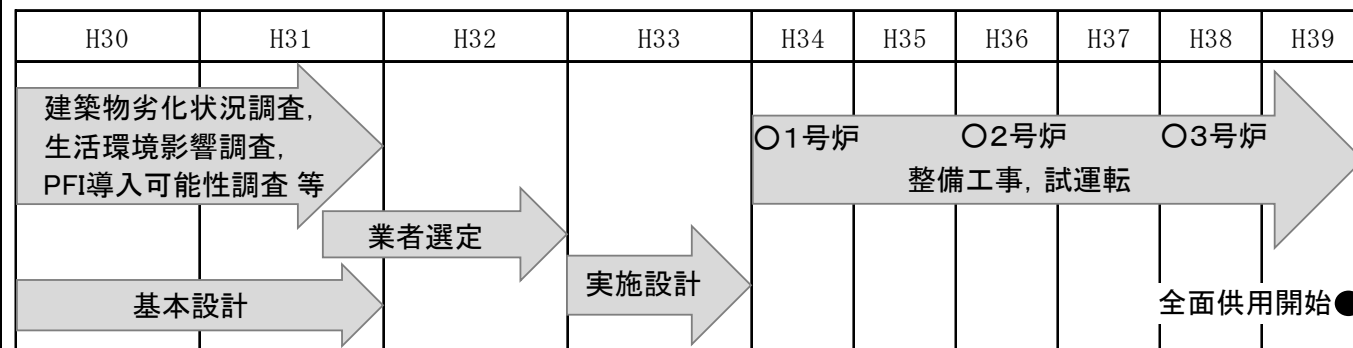 H30 H31 H32 H33 H34 H35 H36 H37 H38 H39
建築物劣化状況調査,
生活環境影響調査,
PFI導入可能性調査 等
○1号炉 ○2号炉 ○3号炉
整備工事, 試運転
業者選定
実施設計
基本設計
全面供用開始●